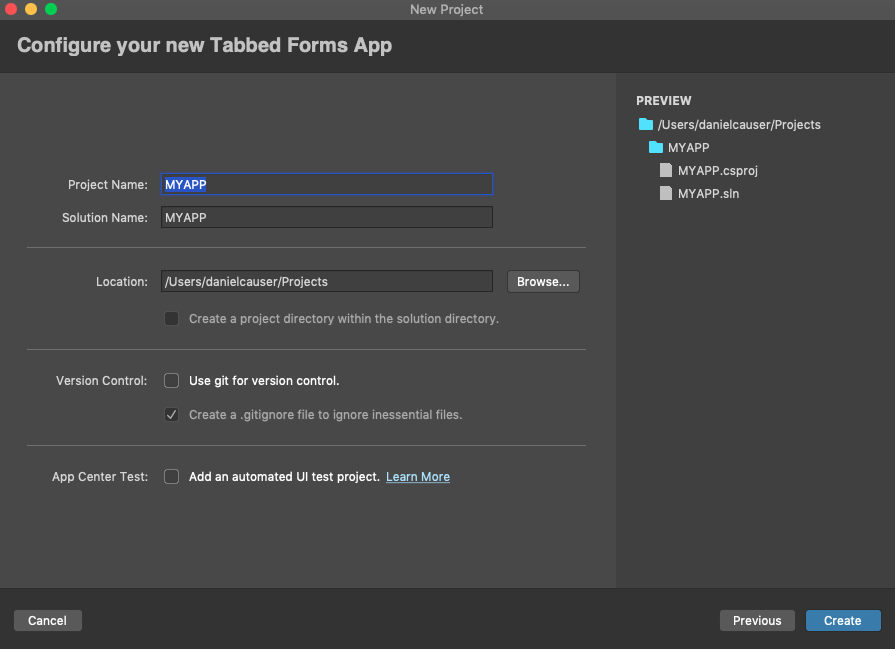 New Project
Configure your new Tabbed Forms App
PREVIEW
/Users/danielcauser/Projects
MYAPP
MYAPP.csproj
MYAPP.sln
Project Name: MYAPP
Solution Name: MYAPP
Location: /Users/danielcauser/Projects Browse...
Create a project directory within the solution directory.
Version Control: Use git for version control.
Create a .gitignore file to ignore inessential files.
App Center Test: Add an automated UI test project. Learn More
Cancel Previous Create